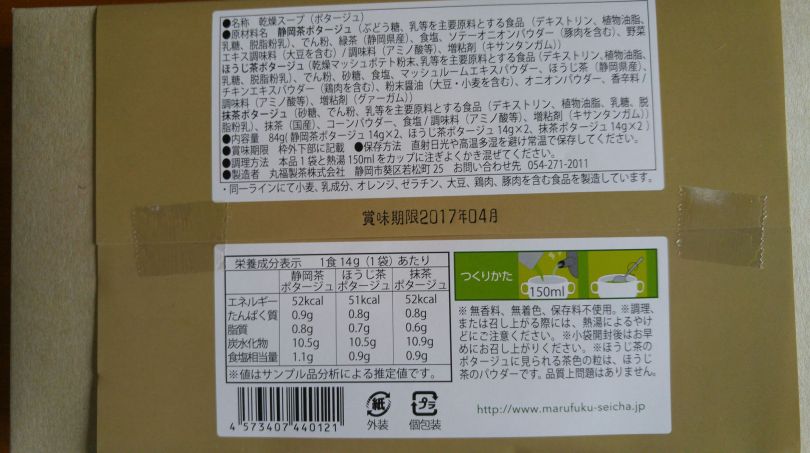 ●名称 乾燥スープ（ポタージュ）
●原材料名 静岡茶ポタージュ（ぶどう糖、乳等を主要原料とする食品（デキストリン、植物油脂、
乳糖、脱脂粉乳）、でん粉、緑茶（静岡県産）、食塩、ソテーオニオンパウダー（豚肉を含む）、野菜
エキス調味料（大豆を含む）/調味料（アミノ酸等）、増粘剤（キサンタンガム））
ほうじ茶ポタージュ（乾燥マッシュポテト粉末、乳等を主要原料とする食品（デキストリン、植物油脂、
乳糖、脱脂粉乳）、でん粉、砂糖、食塩、マッシュルームエキスパウダー、ほうじ茶（静岡県産）、
チキンエキスパウダー（鶏肉を含む）、粉末醤油（大豆・小麦を含む）、オニオンパウダー、香辛料/
調味料（アミノ酸等）、増粘剤（グァーガム））
抹茶ポタージュ（砂糖、でん粉、乳等を主要原料とする食品（デキストリン、植物油脂、乳糖、脱
脂粉乳）、抹茶（国産）、コーンパウダー、食塩/調味料（アミノ酸等）、増粘剤（キサンタンガム））
●内容量 84g（静岡茶ポタージュ 14g×2、ほうじ茶ポタージュ 14g×2、抹茶ポタージュ 14g×2）
●賞味期限 枠外下部に記載 ●保存方法 直射日光や高温多湿を避け常温で保存してください。
●調理方法 本品1袋と熱湯150mlをカップに注ぎよくかき混ぜてください。
●製造者 丸福製茶株式会社 静岡市葵区若松町25 お問い合わせ先 054-271-2011
・同一ラインにて小麦、乳成分、オレンジ、ゼラチン、大豆、鶏肉、豚肉を含む食品を製造しています。
賞味期限2017年04月
栄養成分表示 1食14g（1袋）あたり
静岡茶ポタージュ ほうじ茶ポタージュ 抹茶ポタージュ
エネルギー 52kcal 51kcal 52kcal
たんぱく質 0.9g 0.8g 0.8g
脂質 0.8g 0.7g 0.6g
炭水化物 10.5g 10.5g 10.9g
食塩相当量 1.1g 0.9g 0.9g
※値はサンプル品分析による推定値です。
つくりかた
150ml
※無香料、無着色、保存料不使用。※調理、
または召し上がる際には、熱湯によるやけ
どにご注意ください。※小袋開封後はお早
めにお召し上がりください。※ほうじ茶の
ポタージュに見られる茶色の粒は、ほうじ
茶のパウダーです。品質上問題はありません。
4 573407 440121
紙
外装
プラ
個包装
http://www.marufuku-seicha.jp